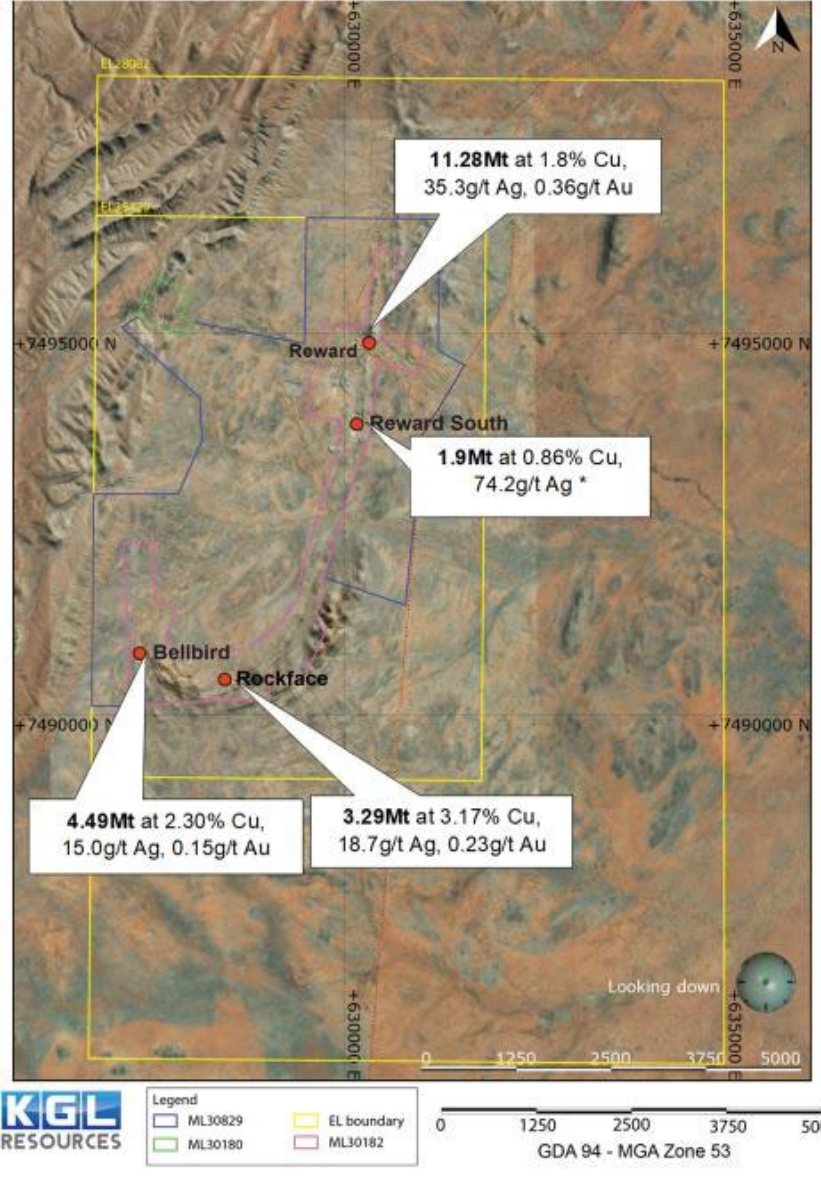 +630000 E
+635000 E
N
EL28082
11.28Mt at 1.8% Cu,
35.3g/t Ag, 0.36g/t Au
+7495000 N
+7495000 N
Reward
Reward South
1.9Mt at 0.86% Cu,
74.2g/t Ag *
Bellbird
Rockface
+7490000 N
+7490000 N
4.49Mt at 2.30% Cu,
15.0g/t Ag, 0.15g/t Au
3.29Mt at 3.17% Cu,
18.7g/t Ag, 0.23g/t Au
Looking down
+630000 E
+635000 E
0 1250 2500 3750 5000
KGL
RESOURCES
Legend
ML30829
EL boundary
ML30180
ML30182
0 1250 2500 3750
GDA 94 - MGA Zone 53